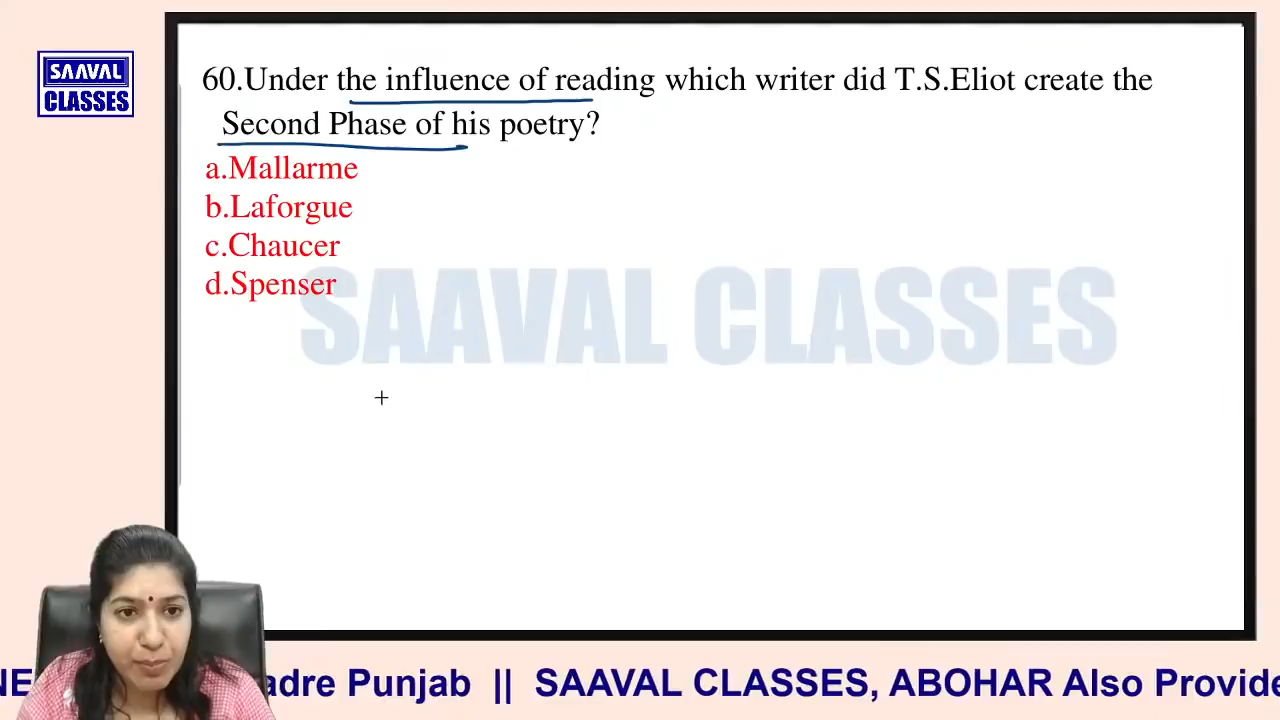 SAAVAL
CLASSES
60.Under the influence of reading which writer did T.S.Eliot create the
Second Phase of his poetry?
a.Mallarme
b.Laforgue
c.Chaucer
d.Spenser
SAAVAL CLASSES
NE adre Punjab || SAAVAL CLASSES, ABOHAR Also Provide